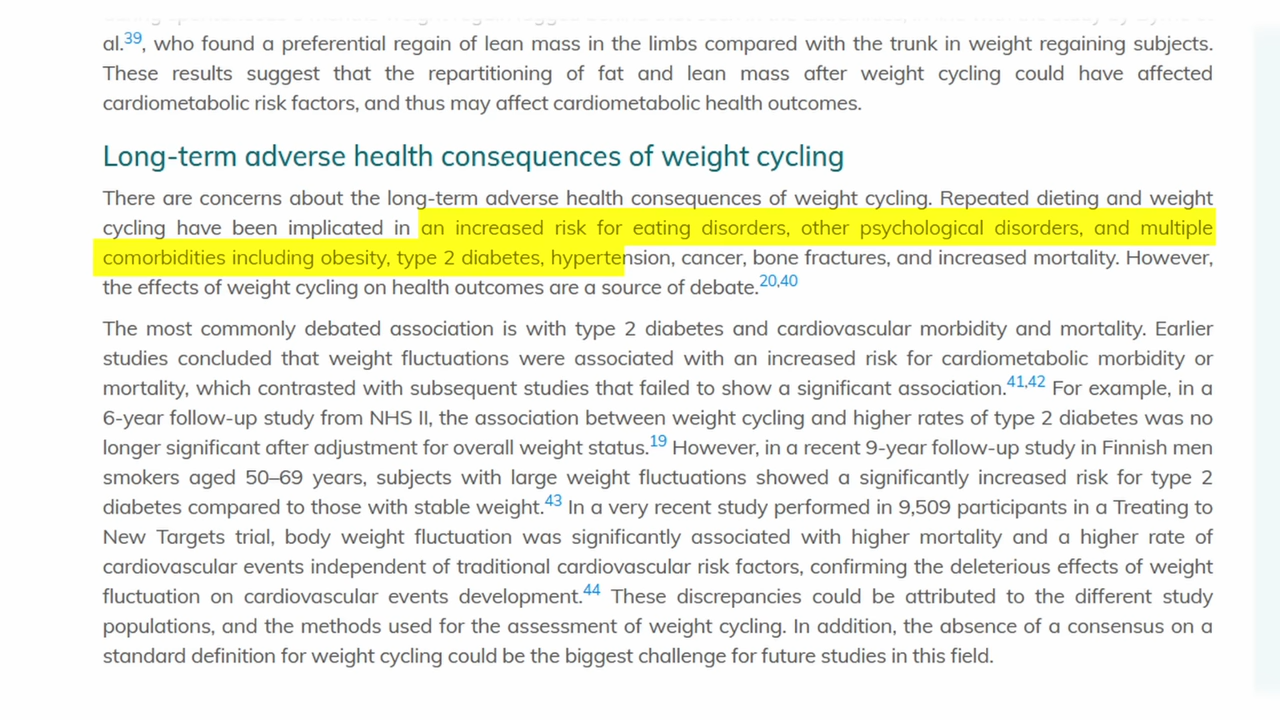 al.39, who found a preferential regain of lean mass in the limbs compared with the trunk in weight regaining subjects.
These results suggest that the repartitioning of fat and lean mass after weight cycling could have affected
cardiometabolic risk factors, and thus may affect cardiometabolic health outcomes.
Long-term adverse health consequences of weight cycling
There are concerns about the long-term adverse health consequences of weight cycling. Repeated dieting and weight
cycling have been implicated in an increased risk for eating disorders, other psychological disorders, and multiple
comorbidities including obesity, type 2 diabetes, hypertension, cancer, bone fractures, and increased mortality. However,
the effects of weight cycling on health outcomes are a source of debate.20,40
The most commonly debated association is with type 2 diabetes and cardiovascular morbidity and mortality. Earlier
studies concluded that weight fluctuations were associated with an increased risk for cardiometabolic morbidity or
mortality, which contrasted with subsequent studies that failed to show a significant association.41,42 For example, in a
6-year follow-up study from NHS II, the association between weight cycling and higher rates of type 2 diabetes was no
longer significant after adjustment for overall weight status.19 However, in a recent 9-year follow-up study in Finnish men
smokers aged 50–69 years, subjects with large weight fluctuations showed a significantly increased risk for type 2
diabetes compared to those with stable weight.43 In a very recent study performed in 9,509 participants in a Treating to
New Targets trial, body weight fluctuation was significantly associated with higher mortality and a higher rate of
cardiovascular events independent of traditional cardiovascular risk factors, confirming the deleterious effects of weight
fluctuation on cardiovascular events development.44 These discrepancies could be attributed to the different study
populations, and the methods used for the assessment of weight cycling. In addition, the absence of a consensus on a
standard definition for weight cycling could be the biggest challenge for future studies in this field.